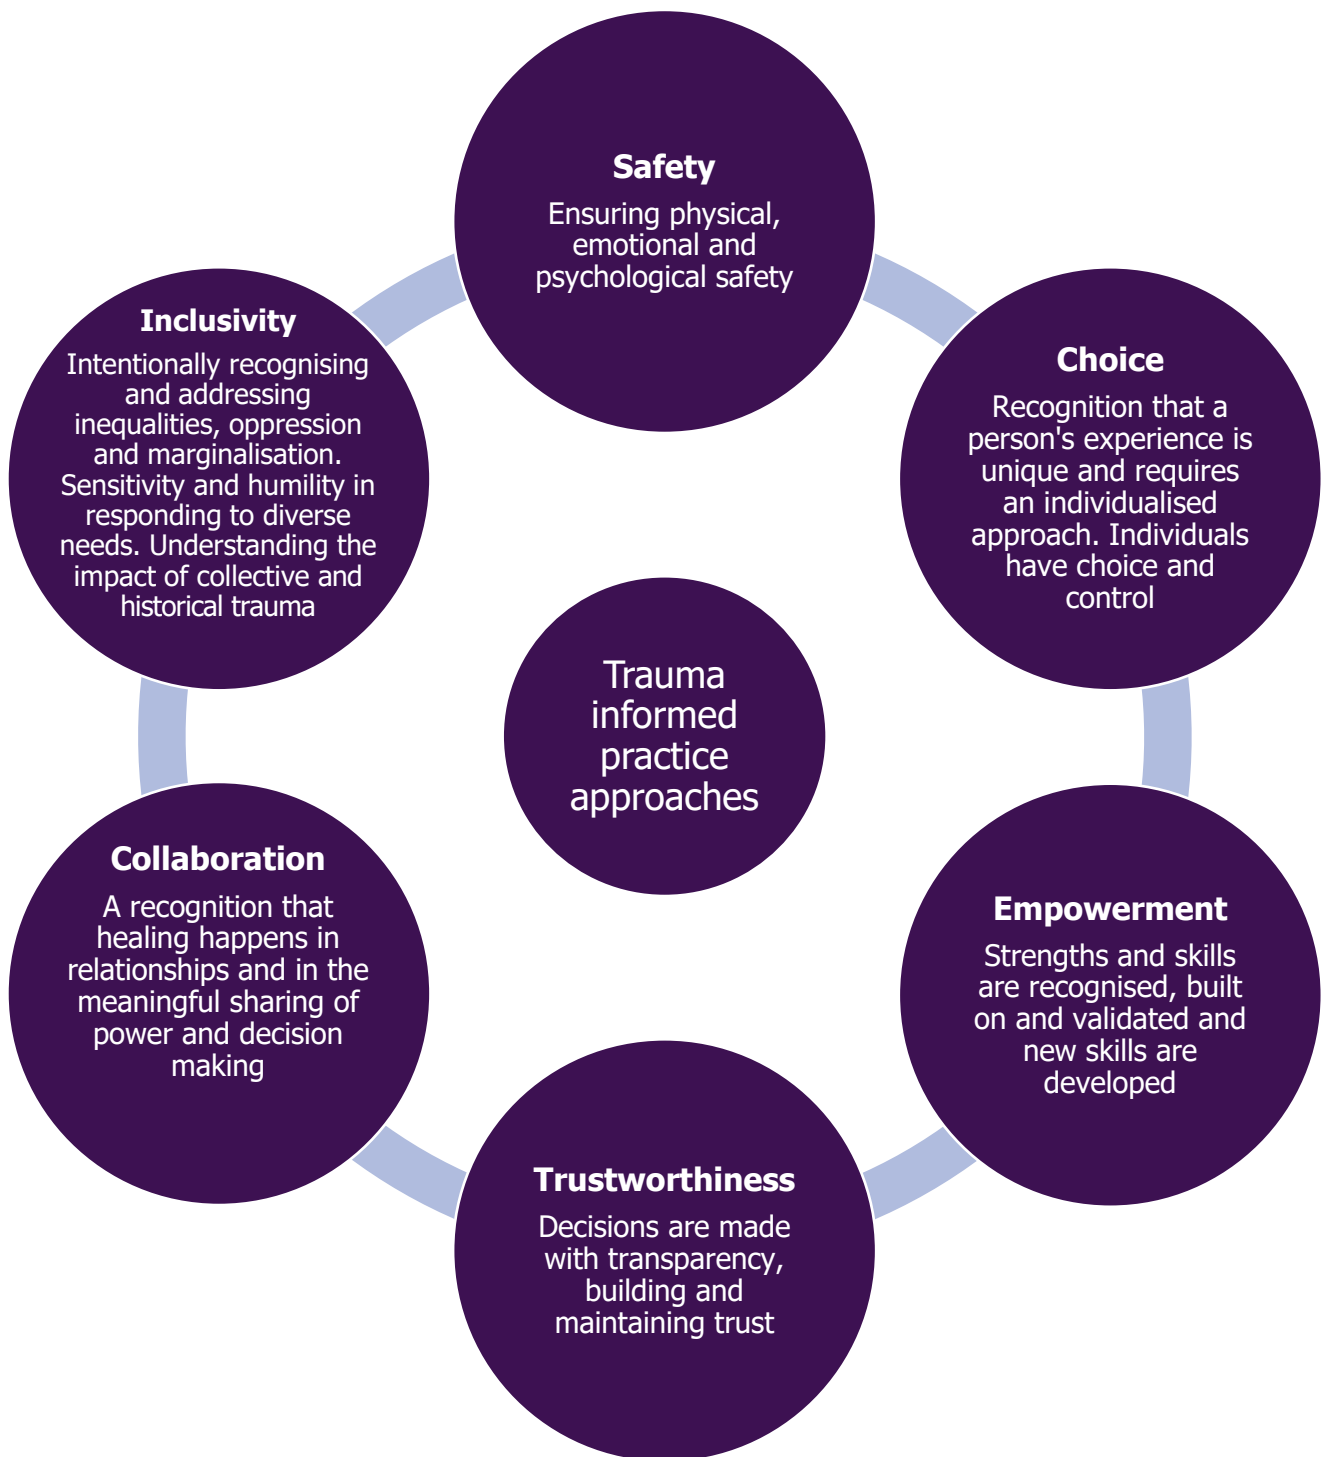 Safety
Ensuring physical,
emotional and
psychological safety
Choice
Recognition that a
person's experience is
unique and requires
an individualised
approach. Individuals
have choice and
control
Empowerment
Strengths and skills
are recognised, built
on and validated and
new skills are
developed
Trustworthiness
Decisions are made
with transparency,
building and
maintaining trust
Collaboration
A recognition that
healing happens in
relationships and in the
meaningful sharing of
power and decision
making
Inclusivity
Intentionally recognising
and addressing
inequalities, oppression
and marginalisation.
Sensitivity and humility in
responding to diverse
needs. Understanding the
impact of collective and
historical trauma
Trauma
informed
practice
approaches